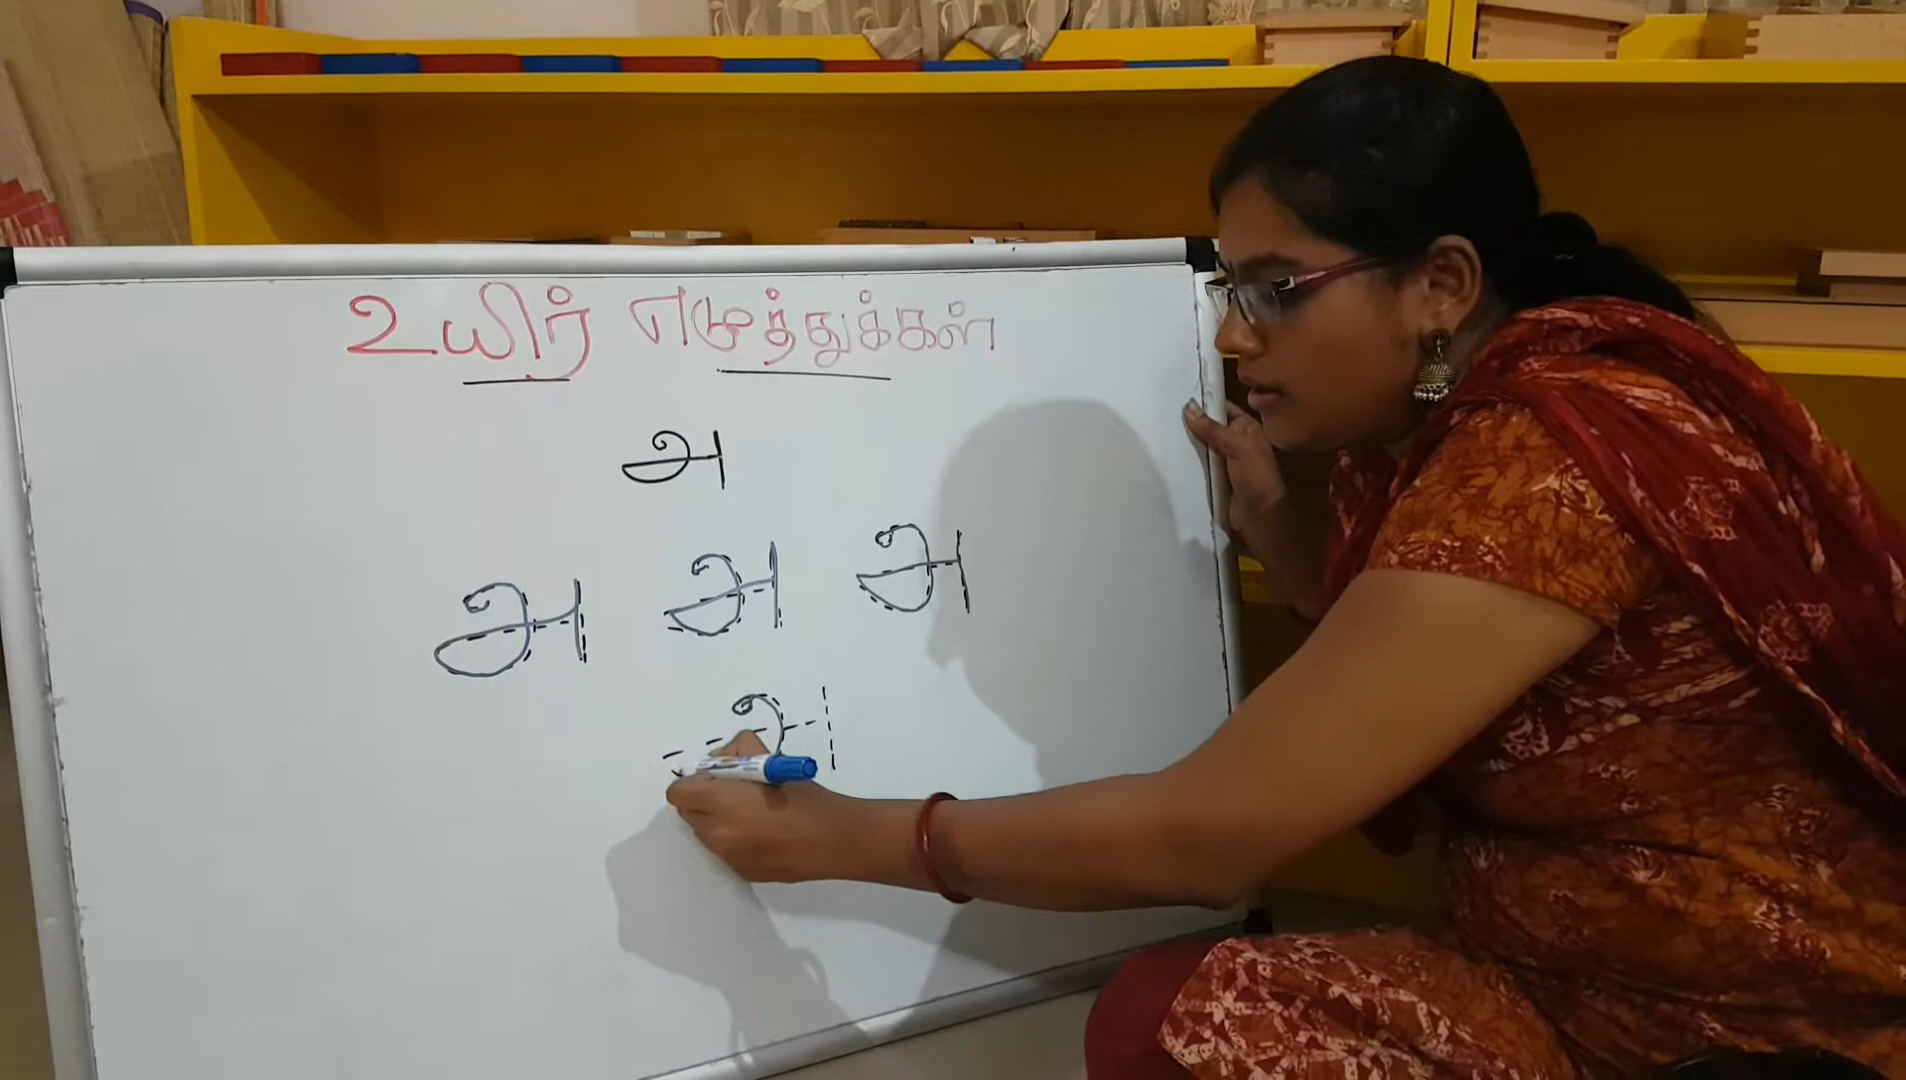 உயிர் எழுத்துக்கள்
அ
அ அ அ
அ